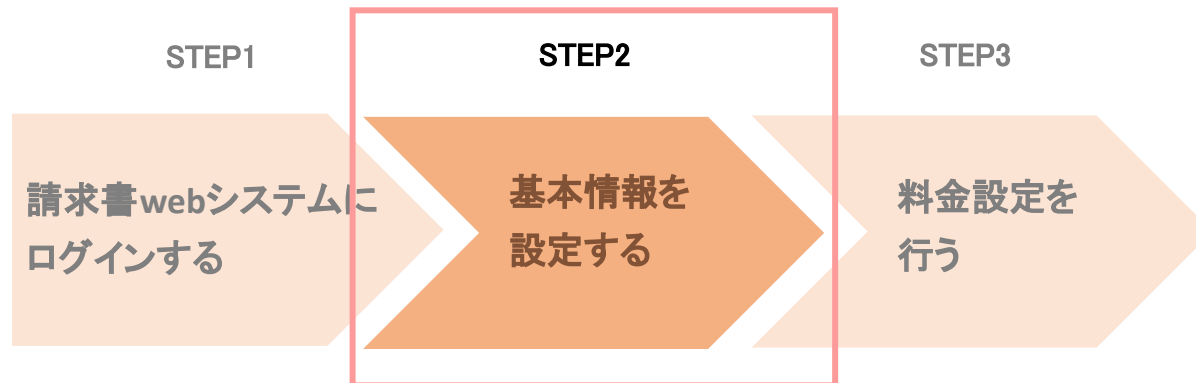 STEP1
請求書webシステムに
ログインする
STEP2
基本情報を
設定する
STEP3
料金設定を
行う